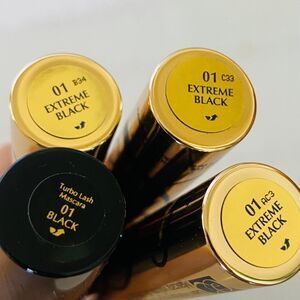 01 B34
EXTREME
BLACK
01 C33
EXTREME
BLACK
Turbo Lash
Mascara
01
BLACK
01 AC3
EXTREME
BLACK